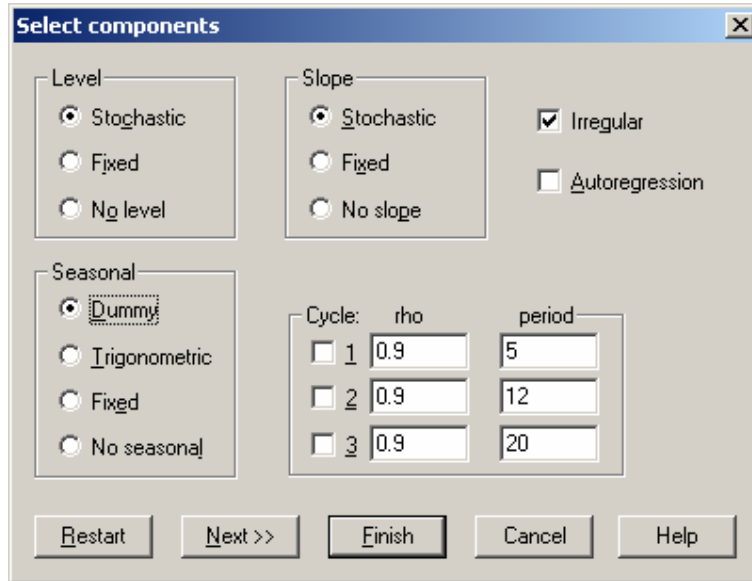 Select components
Level
Stochastic
Fixed
No level
Slope
Stochastic
Fixed
No slope
Irregular
Autoregression
Seasonal
Dummy
Trigonometric
Fixed
No seasonal
Cycle: rho period
1 0.9 5
2 0.9 12
3 0.9 20
Restart Next >> Finish Cancel Help